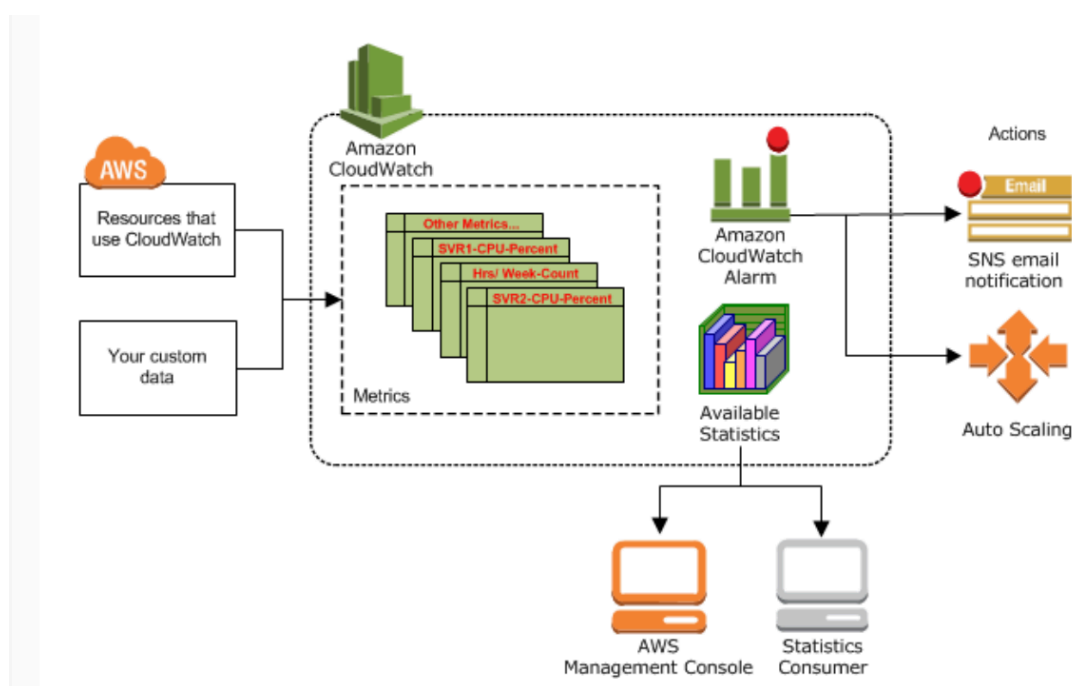 Amazon
CloudWatch
AWS
Resources that
use CloudWatch
Your custom
data
Other Metrics...
SVR1-CPU-Percent
Hrs/ Week-Count
SVR2-CPU-Percent
Metrics
Amazon
CloudWatch
Alarm
Available
Statistics
Actions
Email
SNS email
notification
Auto Scaling
AWS
Management Console
Statistics
Consumer